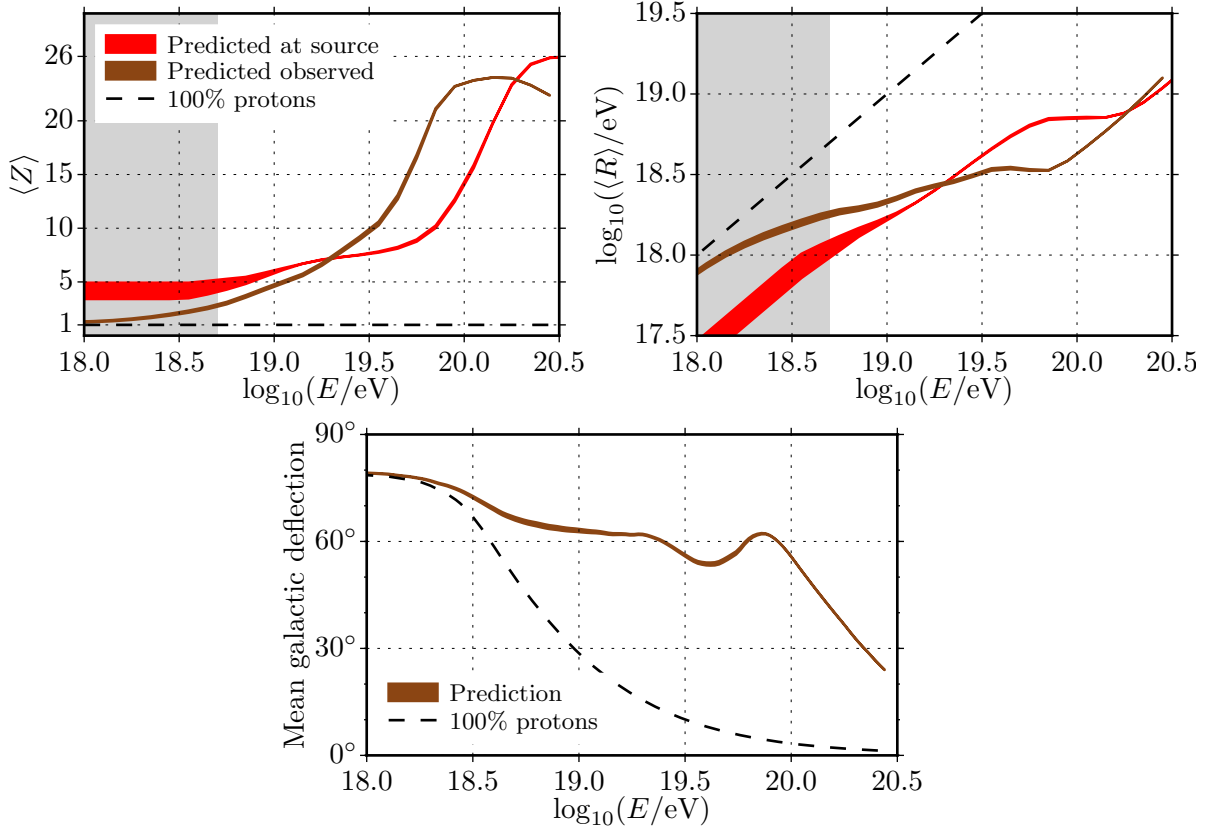 26
20
15
10
5
1
⟨Z⟩
Predicted at source
Predicted observed
100% protons
18.0 18.5 19.0 19.5 20.0 20.5
log₁₀(E/eV)
19.5
19.0
18.5
18.0
17.5
log₁₀(⟨R⟩/eV)
18.0 18.5 19.0 19.5 20.0 20.5
log₁₀(E/eV)
90°
60°
30°
0°
Mean galactic deflection
Prediction
100% protons
18.0 18.5 19.0 19.5 20.0 20.5
log₁₀(E/eV)